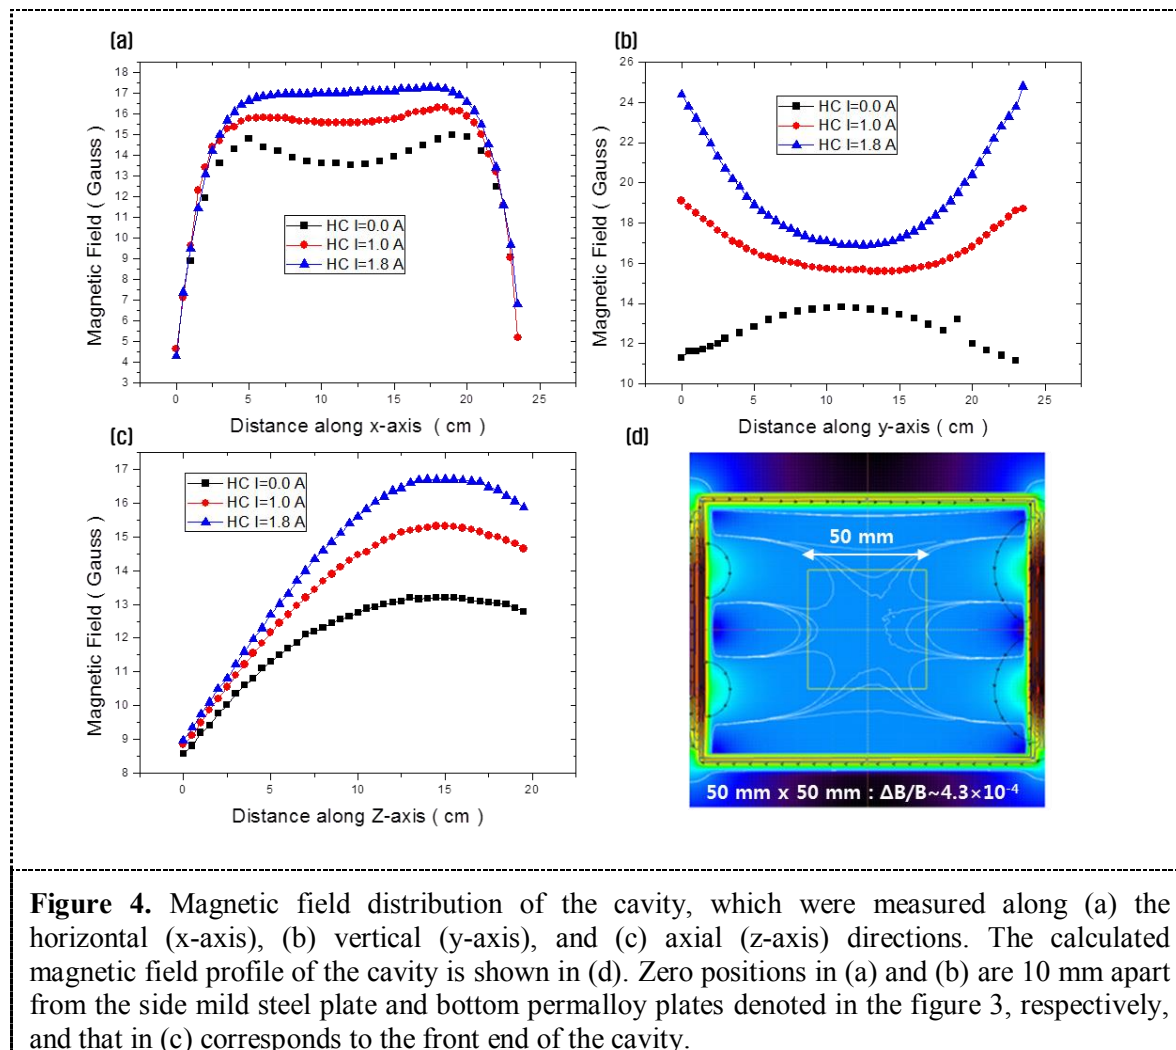 (a)
18
17
16
15
14
13
12
11
10
9
8
7
6
5
4
3
Magnetic Field ( Gauss )
HC I=0.0 A
HC I=1.0 A
HC I=1.8 A
0 5 10 15 20 25
Distance along x-axis ( cm )
(b)
26
24
22
20
18
16
14
12
10
Magnetic Field ( Gauss )
HC I=0.0 A
HC I=1.0 A
HC I=1.8 A
0 5 10 15 20 25
Distance along y-axis ( cm )
(c)
17
16
15
14
13
12
11
10
9
8
Magnetic Field ( Gauss )
HC I=0.0 A
HC I=1.0 A
HC I=1.8 A
0 5 10 15 20
Distance along Z-axis ( cm )
(d)
50 mm
50 mm x 50 mm : ΔB/B~4.3×10⁻⁴
Figure 4. Magnetic field distribution of the cavity, which were measured along (a) the
horizontal (x-axis), (b) vertical (y-axis), and (c) axial (z-axis) directions. The calculated
magnetic field profile of the cavity is shown in (d). Zero positions in (a) and (b) are 10 mm apart
from the side mild steel plate and bottom permalloy plates denoted in the figure 3, respectively,
and that in (c) corresponds to the front end of the cavity.